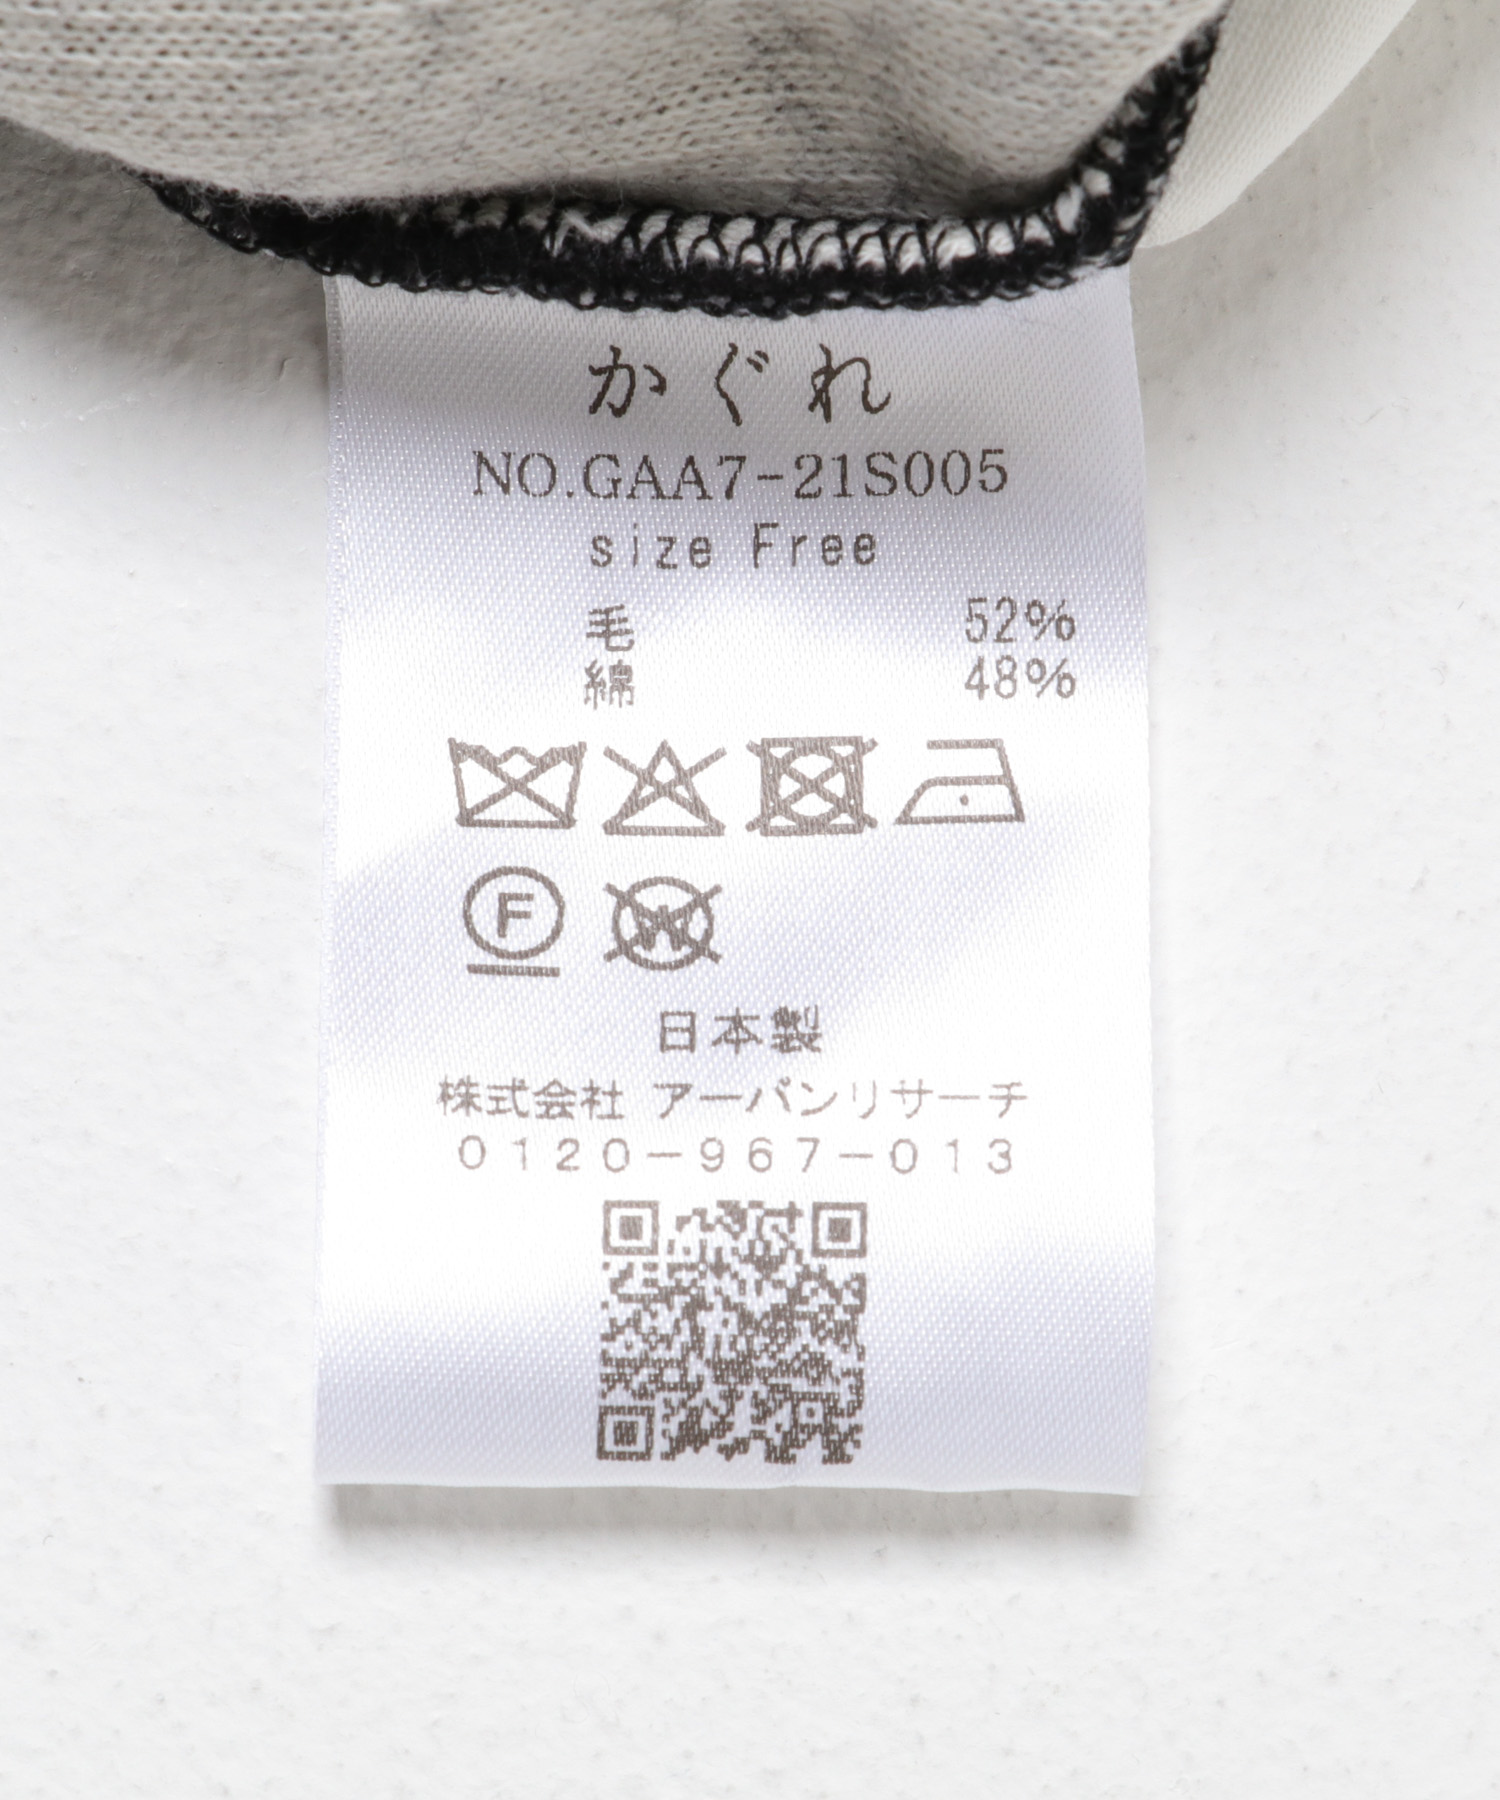 かぐれ
NO.GAA7-21S005
size Free
毛 52%
綿 48%
F
W
日本製
株式会社 アーバンリサーチ
0120-967-013